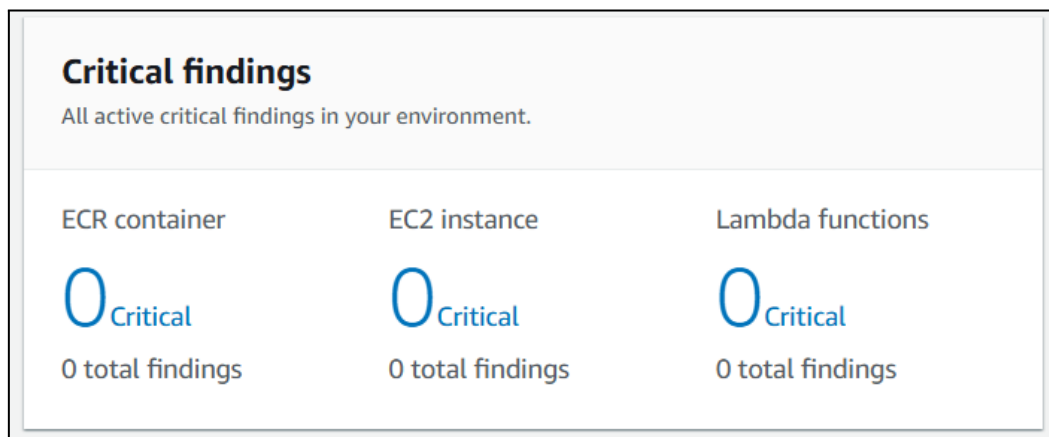 Critical findings
All active critical findings in your environment.
ECR container
EC2 instance
Lambda functions
0 Critical
0 Critical
0 Critical
0 total findings
0 total findings
0 total findings